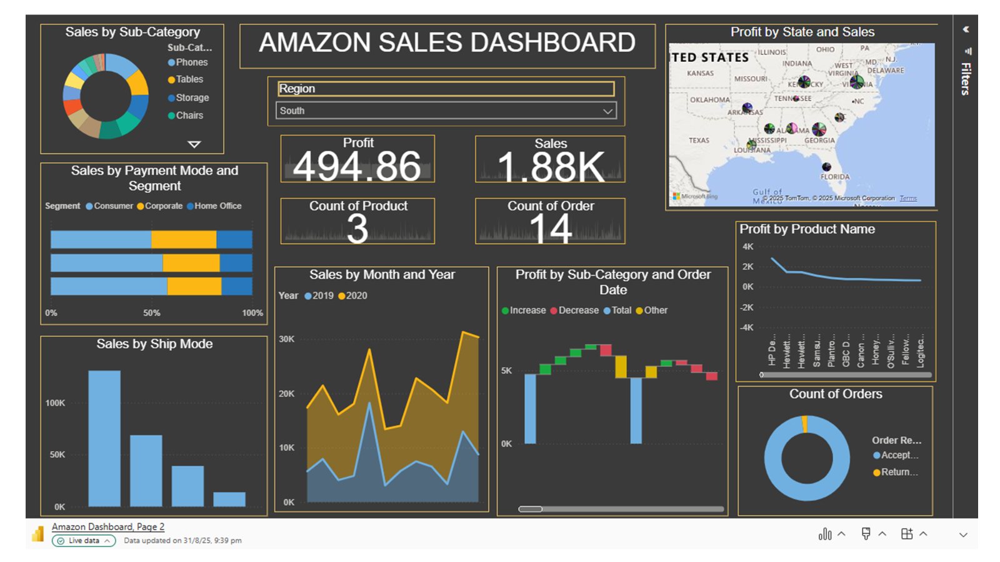 Sales by Sub-Category
Sub-Cat...
Phones
Tables
Storage
Chairs
AMAZON SALES DASHBOARD
Region
South
Profit
494.86
Sales
1.88K
Count of Product
3
Count of Order
14
Profit by State and Sales
TED STATES
ILLINOIS
OHIO
PA
INDIANA
N.J.
MD
DELAWARE
WEST
VIRGINIA
KANSAS
MISSOURI
KENTUCKY
VIRGINIA
OKLAHOMA
TENNESSEE
NC
ARKANSAS
SC
ALABAMA
TEXAS
MISSISSIPPI
GEORGIA
LOUISIANA
FLORIDA
Gulf of
Mexico
Microsoft Bing
© 2025 TomTom, © 2025 Microsoft Corporation Terms
Filters
Sales by Payment Mode and
Segment
Segment Consumer Corporate Home Office
0% 50% 100%
Sales by Ship Mode
100K
50K
0K
Sales by Month and Year
Year 2019 2020
30K
20K
10K
0K
Profit by Sub-Category and Order
Date
Increase Decrease Total Other
5K
0K
Profit by Product Name
4K
2K
0K
-2K
-4K
HP De...
Hewlett...
Hewlett...
Samsu...
Plantro...
GBC D...
Canon ...
Honey...
O'Sulliv...
Fellow...
Logitec...
Count of Orders
Order Re...
Accept...
Return...
Amazon Dashboard, Page 2
Live data
Data updated on 31/8/25, 9:39 pm